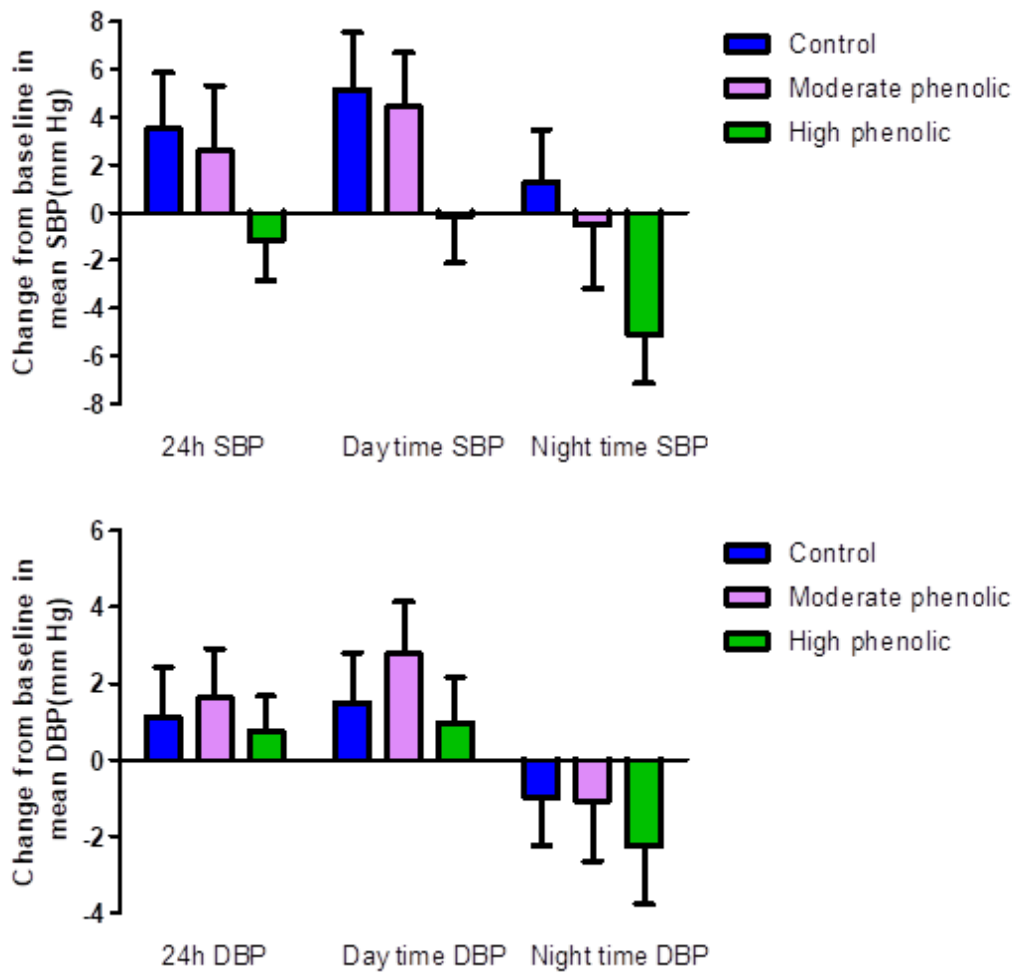 Change from baseline in
mean SBP(mm Hg)
8
6
4
2
0
-2
-4
-6
-8
24h SBP
Day time SBP
Night time SBP
Control
Moderate phenolic
High phenolic
Change from baseline in
mean DBP(mm Hg)
6
4
2
0
-2
-4
24h DBP
Day time DBP
Night time DBP
Control
Moderate phenolic
High phenolic